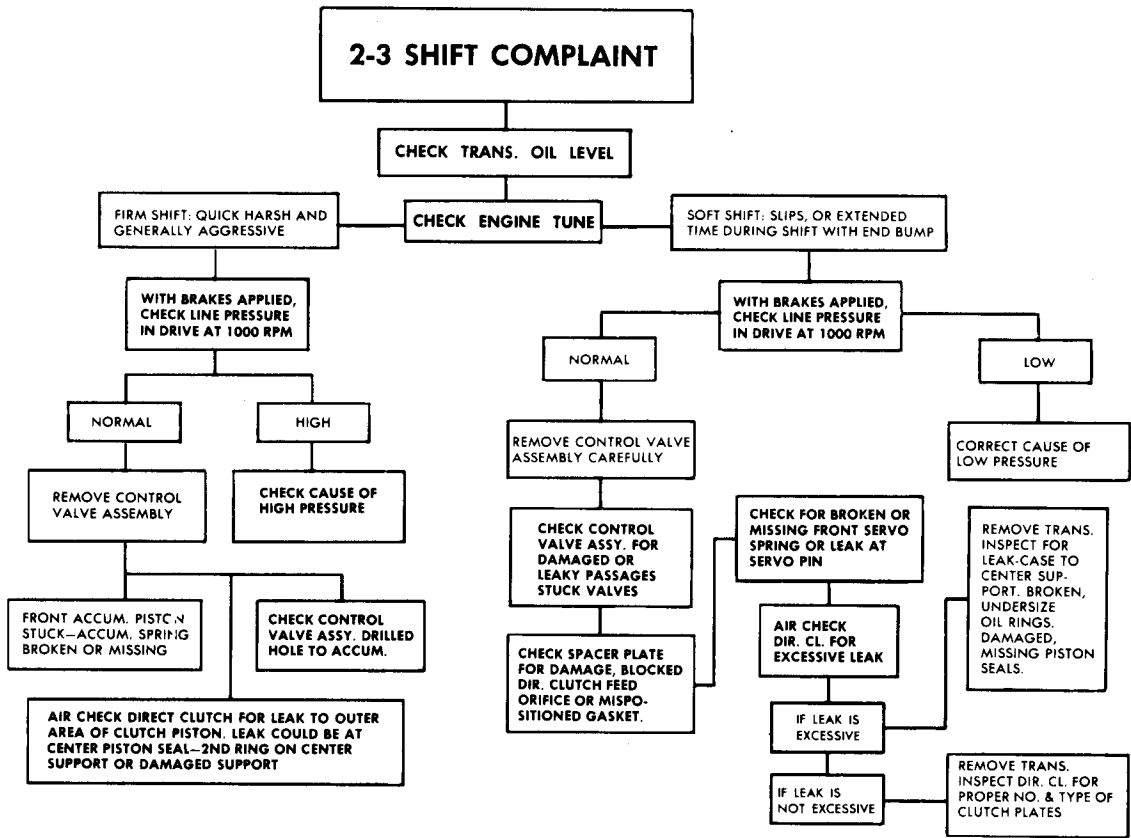 2-3 SHIFT COMPLAINT
CHECK TRANS. OIL LEVEL
CHECK ENGINE TUNE
FIRM SHIFT: QUICK HARSH AND
GENERALLY AGGRESSIVE
WITH BRAKES APPLIED,
CHECK LINE PRESSURE
IN DRIVE AT 1000 RPM
NORMAL
HIGH
REMOVE CONTROL
VALVE ASSEMBLY
CHECK CAUSE OF
HIGH PRESSURE
FRONT ACCUM. PISTON
STUCK—ACCUM. SPRING
BROKEN OR MISSING
CHECK CONTROL
VALVE ASSY. DRILLED
HOLE TO ACCUM.
AIR CHECK DIRECT CLUTCH FOR LEAK TO OUTER
AREA OF CLUTCH PISTON. LEAK COULD BE AT
CENTER PISTON SEAL—2ND RING ON CENTER
SUPPORT OR DAMAGED SUPPORT
SOFT SHIFT: SLIPS, OR EXTENDED
TIME DURING SHIFT WITH END BUMP
WITH BRAKES APPLIED,
CHECK LINE PRESSURE
IN DRIVE AT 1000 RPM
NORMAL
LOW
REMOVE CONTROL VALVE
ASSEMBLY CAREFULLY
CORRECT CAUSE OF
LOW PRESSURE
CHECK CONTROL
VALVE ASSY. FOR
DAMAGED OR
LEAKY PASSAGES
STUCK VALVES
CHECK SPACER PLATE
FOR DAMAGE, BLOCKED
DIR. CLUTCH FEED
ORIFICE OR MISPO-
SITIONED GASKET.
CHECK FOR BROKEN OR
MISSING FRONT SERVO
SPRING OR LEAK AT
SERVO PIN
AIR CHECK
DIR. CL. FOR
EXCESSIVE LEAK
IF LEAK IS
EXCESSIVE
REMOVE TRANS.
INSPECT FOR
LEAK-CASE TO
CENTER SUP-
PORT. BROKEN,
UNDERSIZE
OIL RINGS.
DAMAGED,
MISSING PISTON
SEALS.
IF LEAK IS
NOT EXCESSIVE
REMOVE TRANS.
INSPECT DIR. CL. FOR
PROPER NO. & TYPE OF
CLUTCH PLATES